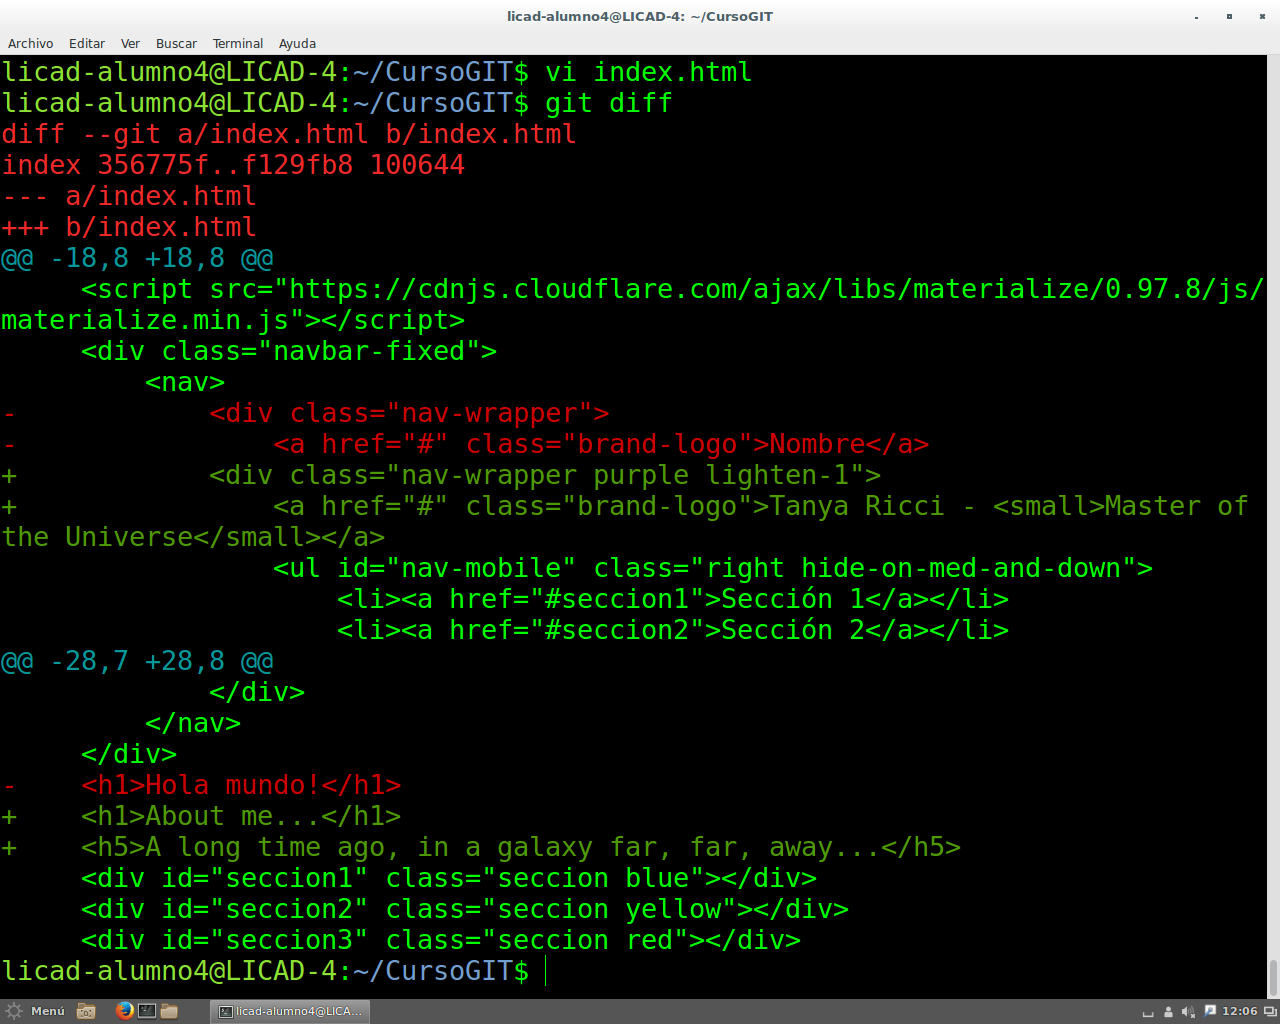 licad-alumno4@LICAD-4: ~/CursoGIT
Archivo Editar Ver Buscar Terminal Ayuda
licad-alumno4@LICAD-4:~/CursoGIT$ vi index.html
licad-alumno4@LICAD-4:~/CursoGIT$ git diff
diff --git a/index.html b/index.html
index 356775f..f129fb8 100644
--- a/index.html
+++ b/index.html
@@ -18,8 +18,8 @@
     <script src="https://cdnjs.cloudflare.com/ajax/libs/materialize/0.97.8/js/
materialize.min.js"></script>
     <div class="navbar-fixed">
         <nav>
-            <div class="nav-wrapper">
-                <a href="#" class="brand-logo">Nombre</a>
+            <div class="nav-wrapper purple lighten-1">
+                <a href="#" class="brand-logo">Tanya Ricci - <small>Master of
the Universe</small></a>
                 <ul id="nav-mobile" class="right hide-on-med-and-down">
                     <li><a href="#seccion1">Sección 1</a></li>
                     <li><a href="#seccion2">Sección 2</a></li>
@@ -28,7 +28,8 @@
             </div>
         </nav>
     </div>
-    <h1>Hola mundo!</h1>
+    <h1>About me...</h1>
+    <h5>A long time ago, in a galaxy far, far, away...</h5>
     <div id="seccion1" class="seccion blue"></div>
     <div id="seccion2" class="seccion yellow"></div>
     <div id="seccion3" class="seccion red"></div>
licad-alumno4@LICAD-4:~/CursoGIT$
Menú licad-alumno4@LICA... 12:06